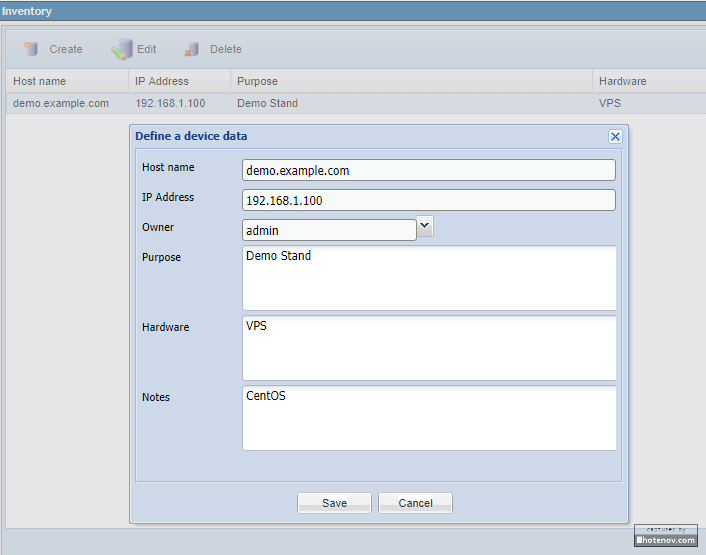 Inventory
Create Edit Delete
Host name IP Address Purpose Hardware
demo.example.com 192.168.1.100 Demo Stand VPS
Define a device data
Host name demo.example.com
IP Address 192.168.1.100
Owner admin
Purpose Demo Stand
Hardware VPS
Notes CentOS
Save Cancel
captured by
hotenov.com